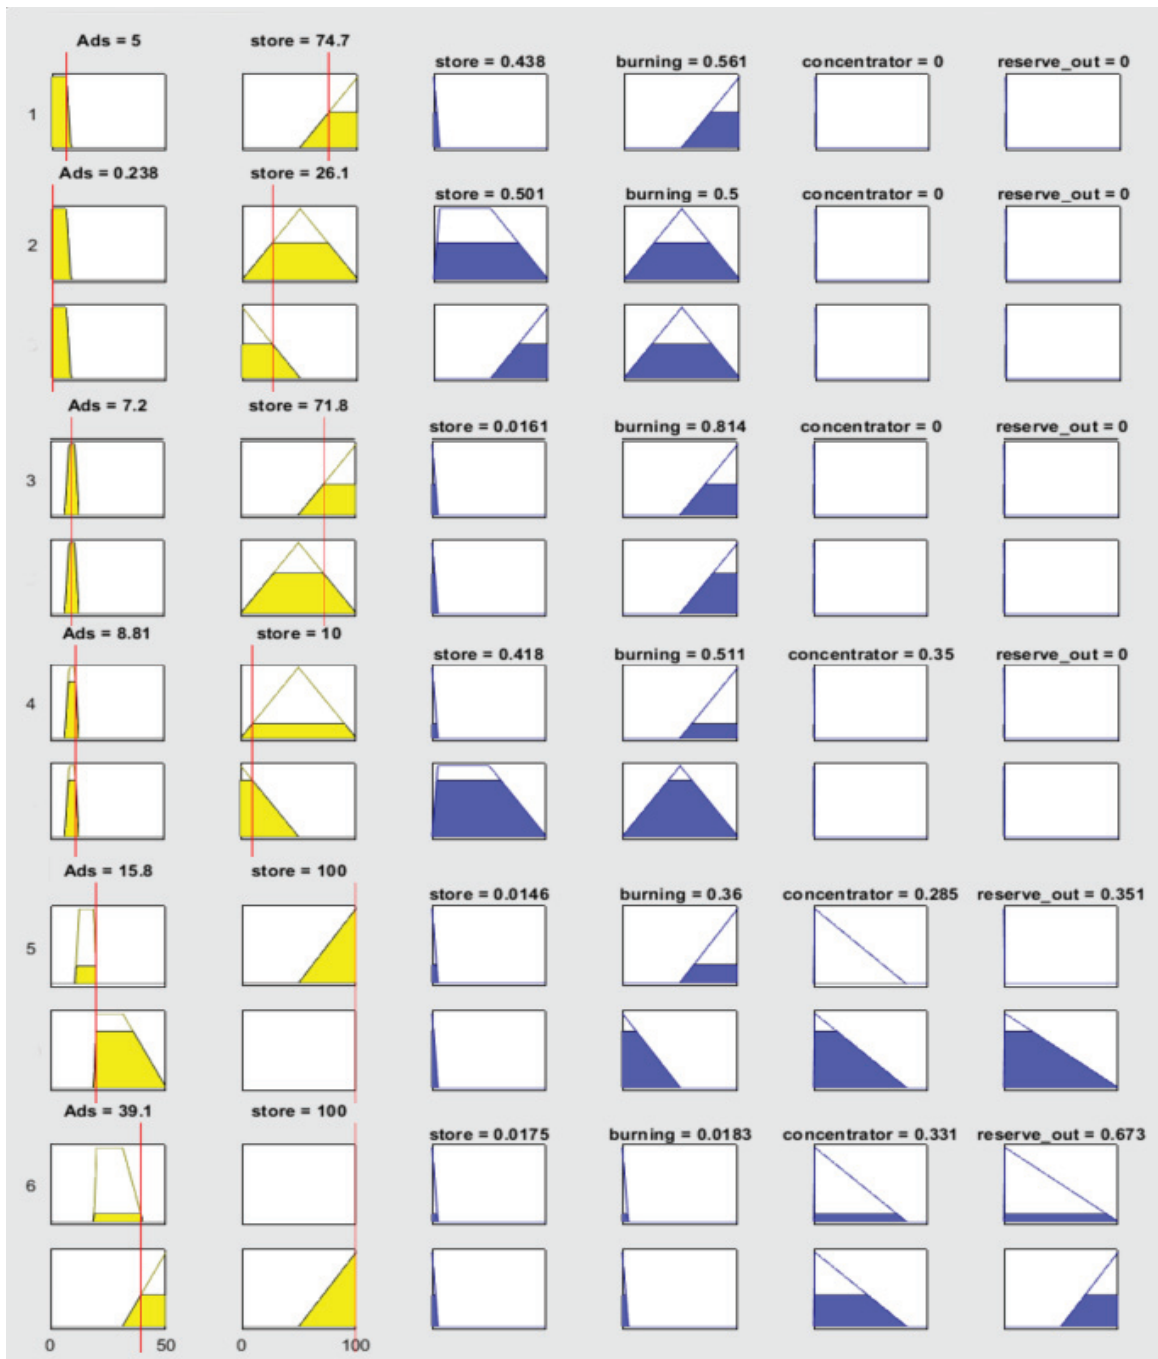 Ads = 5 store = 74.7
store = 0.438 burning = 0.561 concentrator = 0 reserve_out = 0
1
Ads = 0.238 store = 26.1
store = 0.501 burning = 0.5 concentrator = 0 reserve_out = 0
2
Ads = 7.2 store = 71.8
store = 0.0161 burning = 0.814 concentrator = 0 reserve_out = 0
3
Ads = 8.81 store = 10
store = 0.418 burning = 0.511 concentrator = 0.35 reserve_out = 0
4
Ads = 15.8 store = 100
store = 0.0146 burning = 0.36 concentrator = 0.285 reserve_out = 0.351
5
Ads = 39.1 store = 100
store = 0.0175 burning = 0.0183 concentrator = 0.331 reserve_out = 0.673
6
0 50 0 100